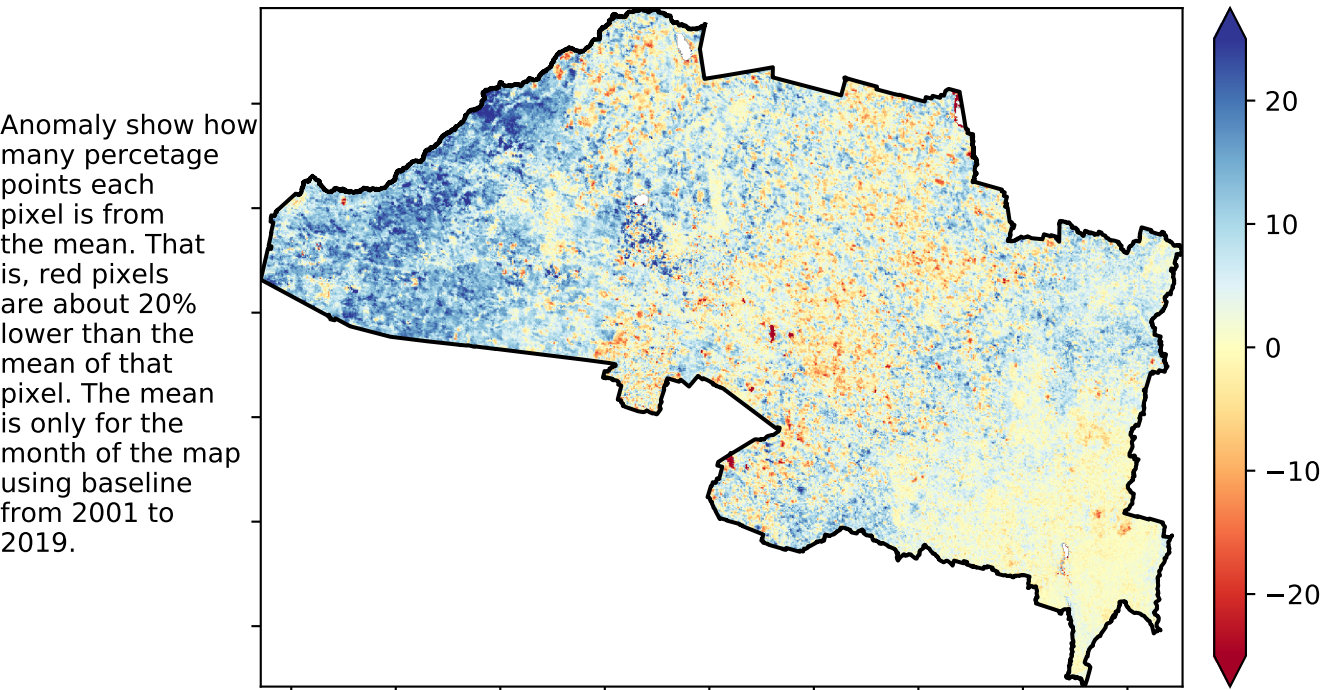 Anomaly show how
many percetage
points each
pixel is from
the mean. That
is, red pixels
are about 20%
lower than the
mean of that
pixel. The mean
is only for the
month of the map
using baseline
from 2001 to
2019.
20
10
0
−10
−20